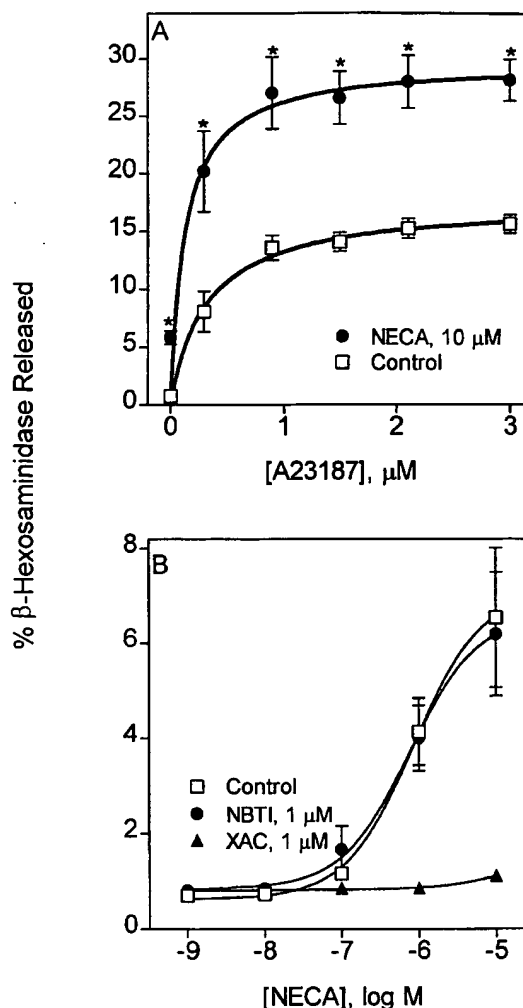 A
*
*
*
*
*
*
30
25
20
15
10
5
0
NECA, 10 μM
Control
0 1 2 3
[A23187], μM
% β-Hexosaminidase Released
B
8
6
4
2
0
Control
NBTI, 1 μM
XAC, 1 μM
-9 -8 -7 -6 -5
[NECA], log M